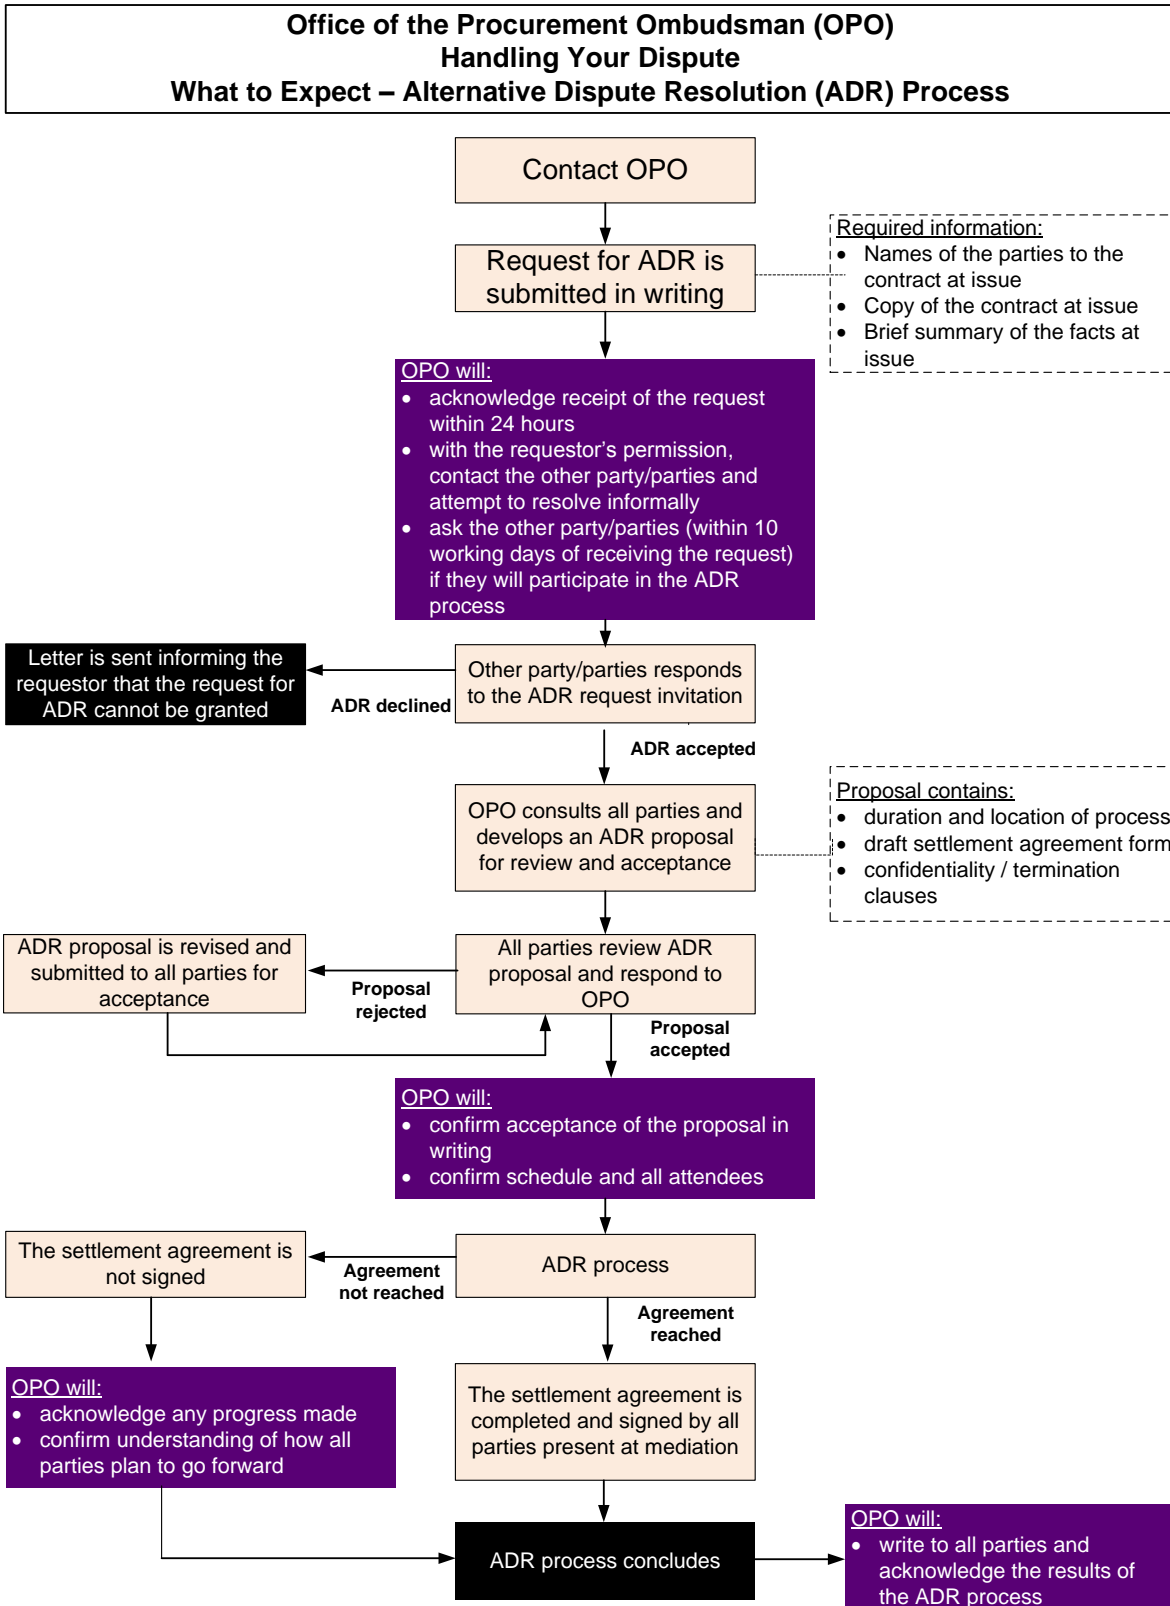 Office of the Procurement Ombudsman (OPO)
Handling Your Dispute
What to Expect – Alternative Dispute Resolution (ADR) Process
Contact OPO
Request for ADR is
submitted in writing
Required information:
• Names of the parties to the
contract at issue
• Copy of the contract at issue
• Brief summary of the facts at
issue
OPO will:
• acknowledge receipt of the request
within 24 hours
• with the requestor’s permission,
contact the other party/parties and
attempt to resolve informally
• ask the other party/parties (within 10
working days of receiving the request)
if they will participate in the ADR
process
Letter is sent informing the
requestor that the request for
ADR cannot be granted
ADR declined
Other party/parties responds
to the ADR request invitation
ADR accepted
OPO consults all parties and
develops an ADR proposal
for review and acceptance
Proposal contains:
• duration and location of process
• draft settlement agreement form
• confidentiality / termination
clauses
ADR proposal is revised and
submitted to all parties for
acceptance
Proposal
rejected
All parties review ADR
proposal and respond to
OPO
Proposal
accepted
OPO will:
• confirm acceptance of the proposal in
writing
• confirm schedule and all attendees
The settlement agreement is
not signed
Agreement
not reached
ADR process
Agreement
reached
OPO will:
• acknowledge any progress made
• confirm understanding of how all
parties plan to go forward
The settlement agreement is
completed and signed by all
parties present at mediation
ADR process concludes
OPO will:
• write to all parties and
acknowledge the results of
the ADR process